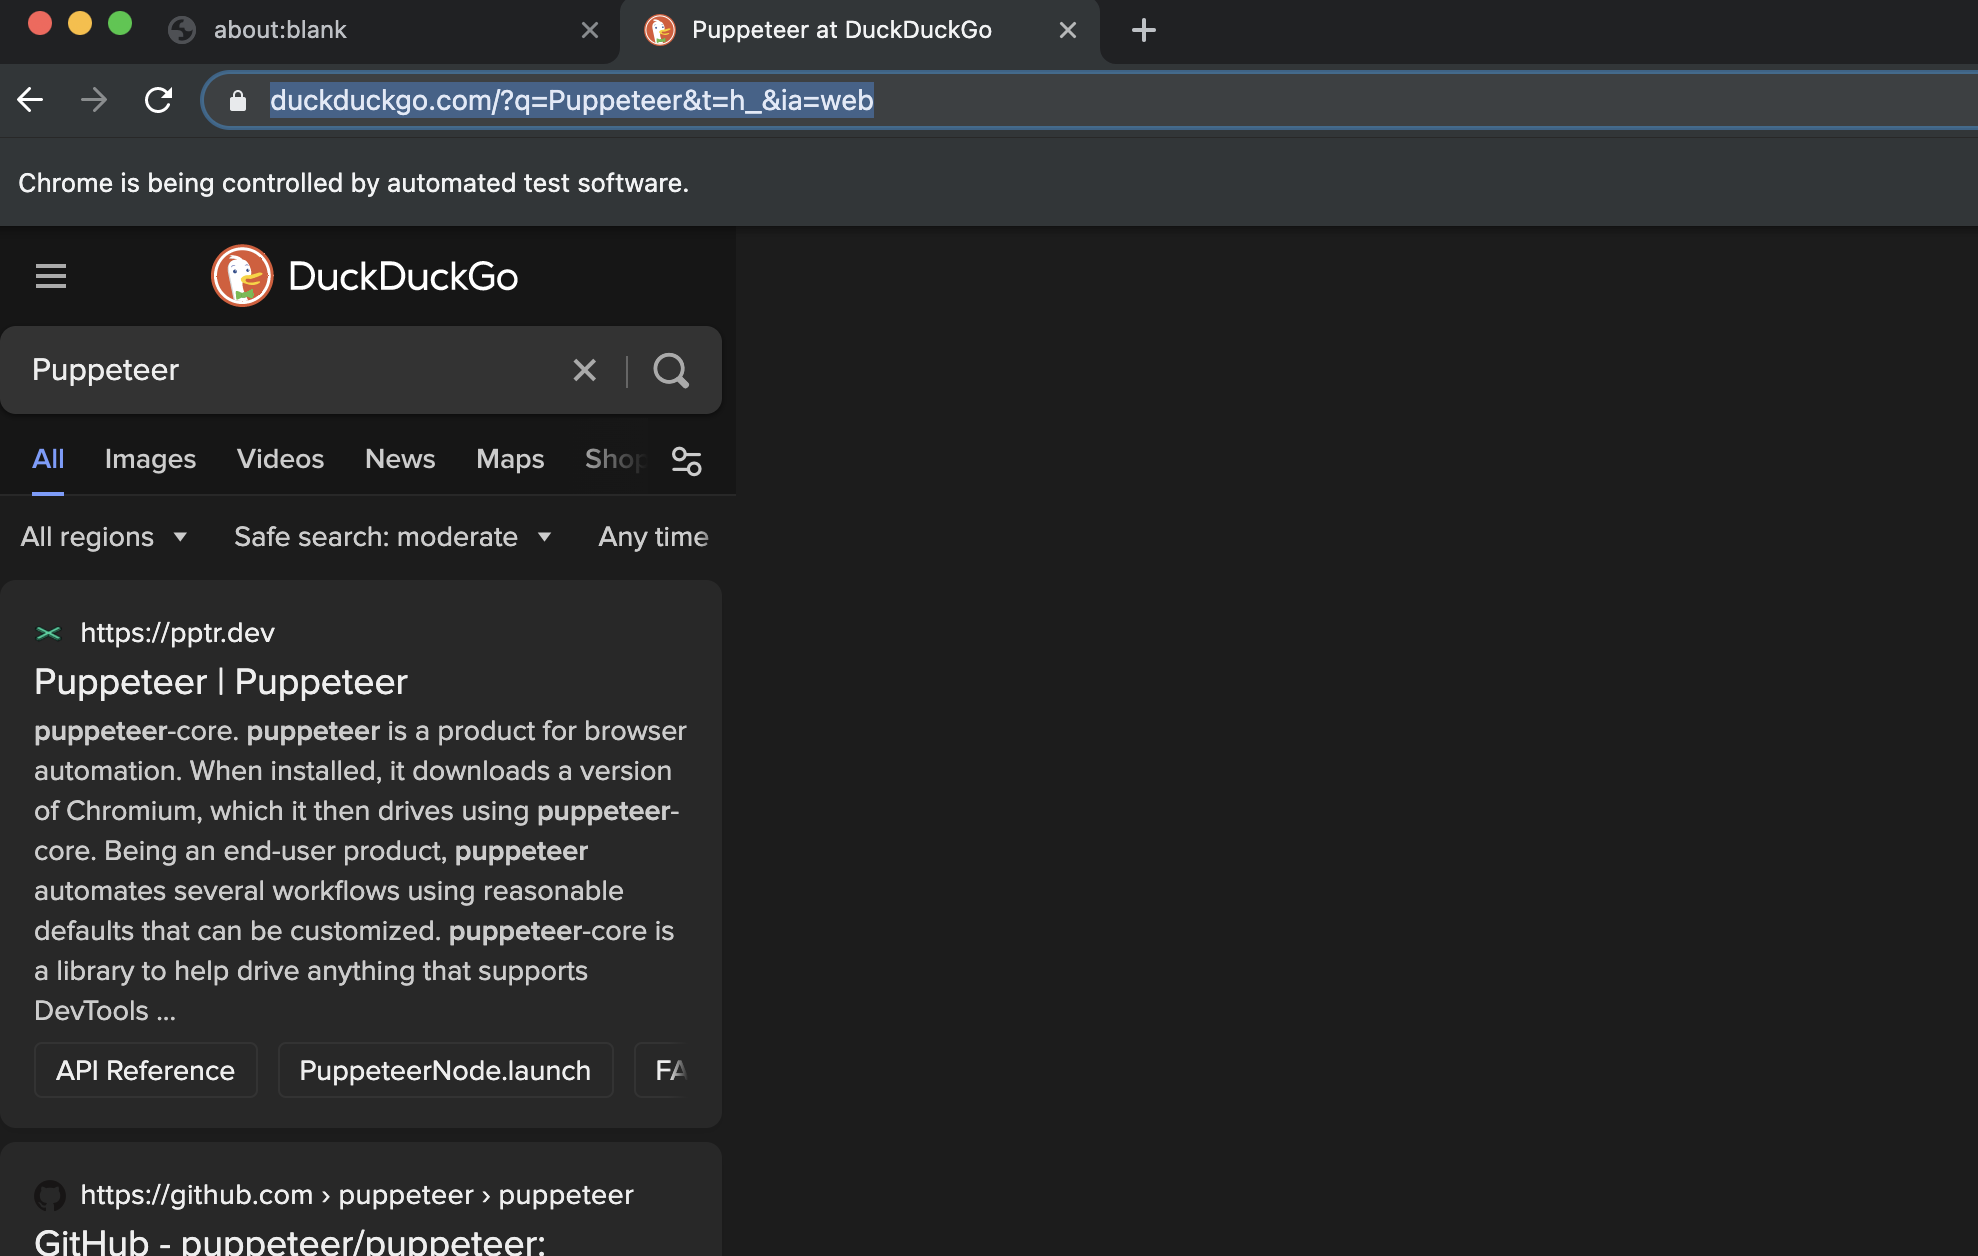 about:blank
Puppeteer at DuckDuckGo
duckduckgo.com/?q=Puppeteer&t=h_&ia=web
Chrome is being controlled by automated test software.
DuckDuckGo
Puppeteer
All Images Videos News Maps Shop
All regions Safe search: moderate Any time
https://pptr.dev
Puppeteer | Puppeteer
puppeteer-core. puppeteer is a product for browser
automation. When installed, it downloads a version
of Chromium, which it then drives using puppeteer-
core. Being an end-user product, puppeteer
automates several workflows using reasonable
defaults that can be customized. puppeteer-core is
a library to help drive anything that supports
DevTools ...
API Reference PuppeteerNode.launch FA
https://github.com › puppeteer › puppeteer
GitHub - puppeteer/puppeteer: